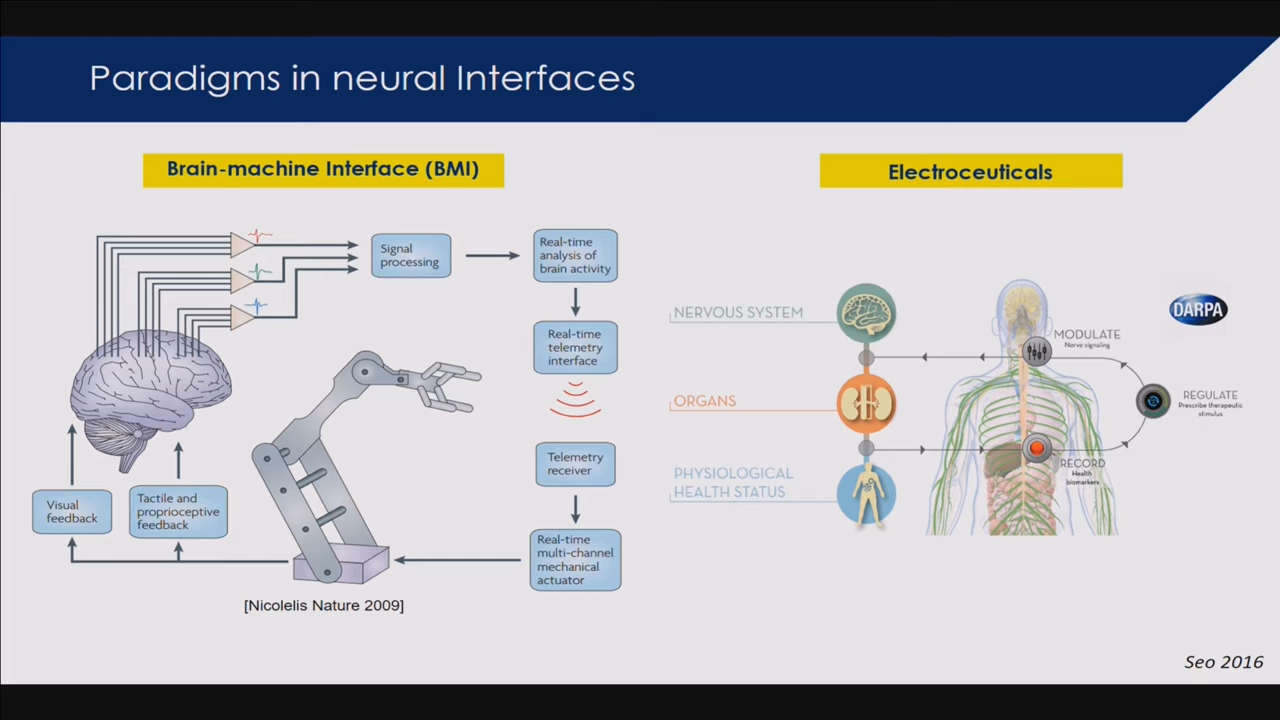 Paradigms in neural Interfaces
Brain-machine Interface (BMI)
Signal
processing
Real-time
analysis of
brain activity
Real-time
telemetry
interface
Telemetry
receiver
Real-time
multi-channel
mechanical
actuator
Visual
feedback
Tactile and
proprioceptive
feedback
[Nicolelis Nature 2009]
Electroceuticals
NERVOUS SYSTEM
ORGANS
PHYSIOLOGICAL
HEALTH STATUS
DARPA
MODULATE
Nerve signaling
REGULATE
Prescribe therapeutic
stimulus
RECORD
Health
biomarkers
Seo 2016